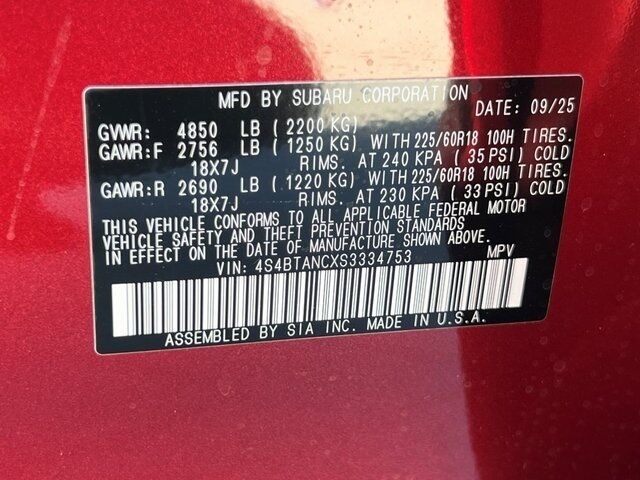 MFD BY SUBARU CORPORATION DATE: 09/25
GVWR: 4850 LB (2200 KG)
GAWR:F 2756 LB (1250 KG) WITH 225/60R18 100H TIRES.
18X7J RIMS. AT 240 KPA (35 PSI) COLD
GAWR:R 2690 LB (1220 KG) WITH 225/60R18 100H TIRES.
18X7J RIMS. AT 230 KPA (33 PSI) COLD
THIS VEHICLE CONFORMS TO ALL APPLICABLE FEDERAL MOTOR
VEHICLE SAFETY AND THEFT PREVENTION STANDARDS
IN EFFECT ON THE DATE OF MANUFACTURE SHOWN ABOVE.
VIN: 4S4BTANCXS3334753 MPV
ASSEMBLED BY SIA INC. MADE IN U.S.A.